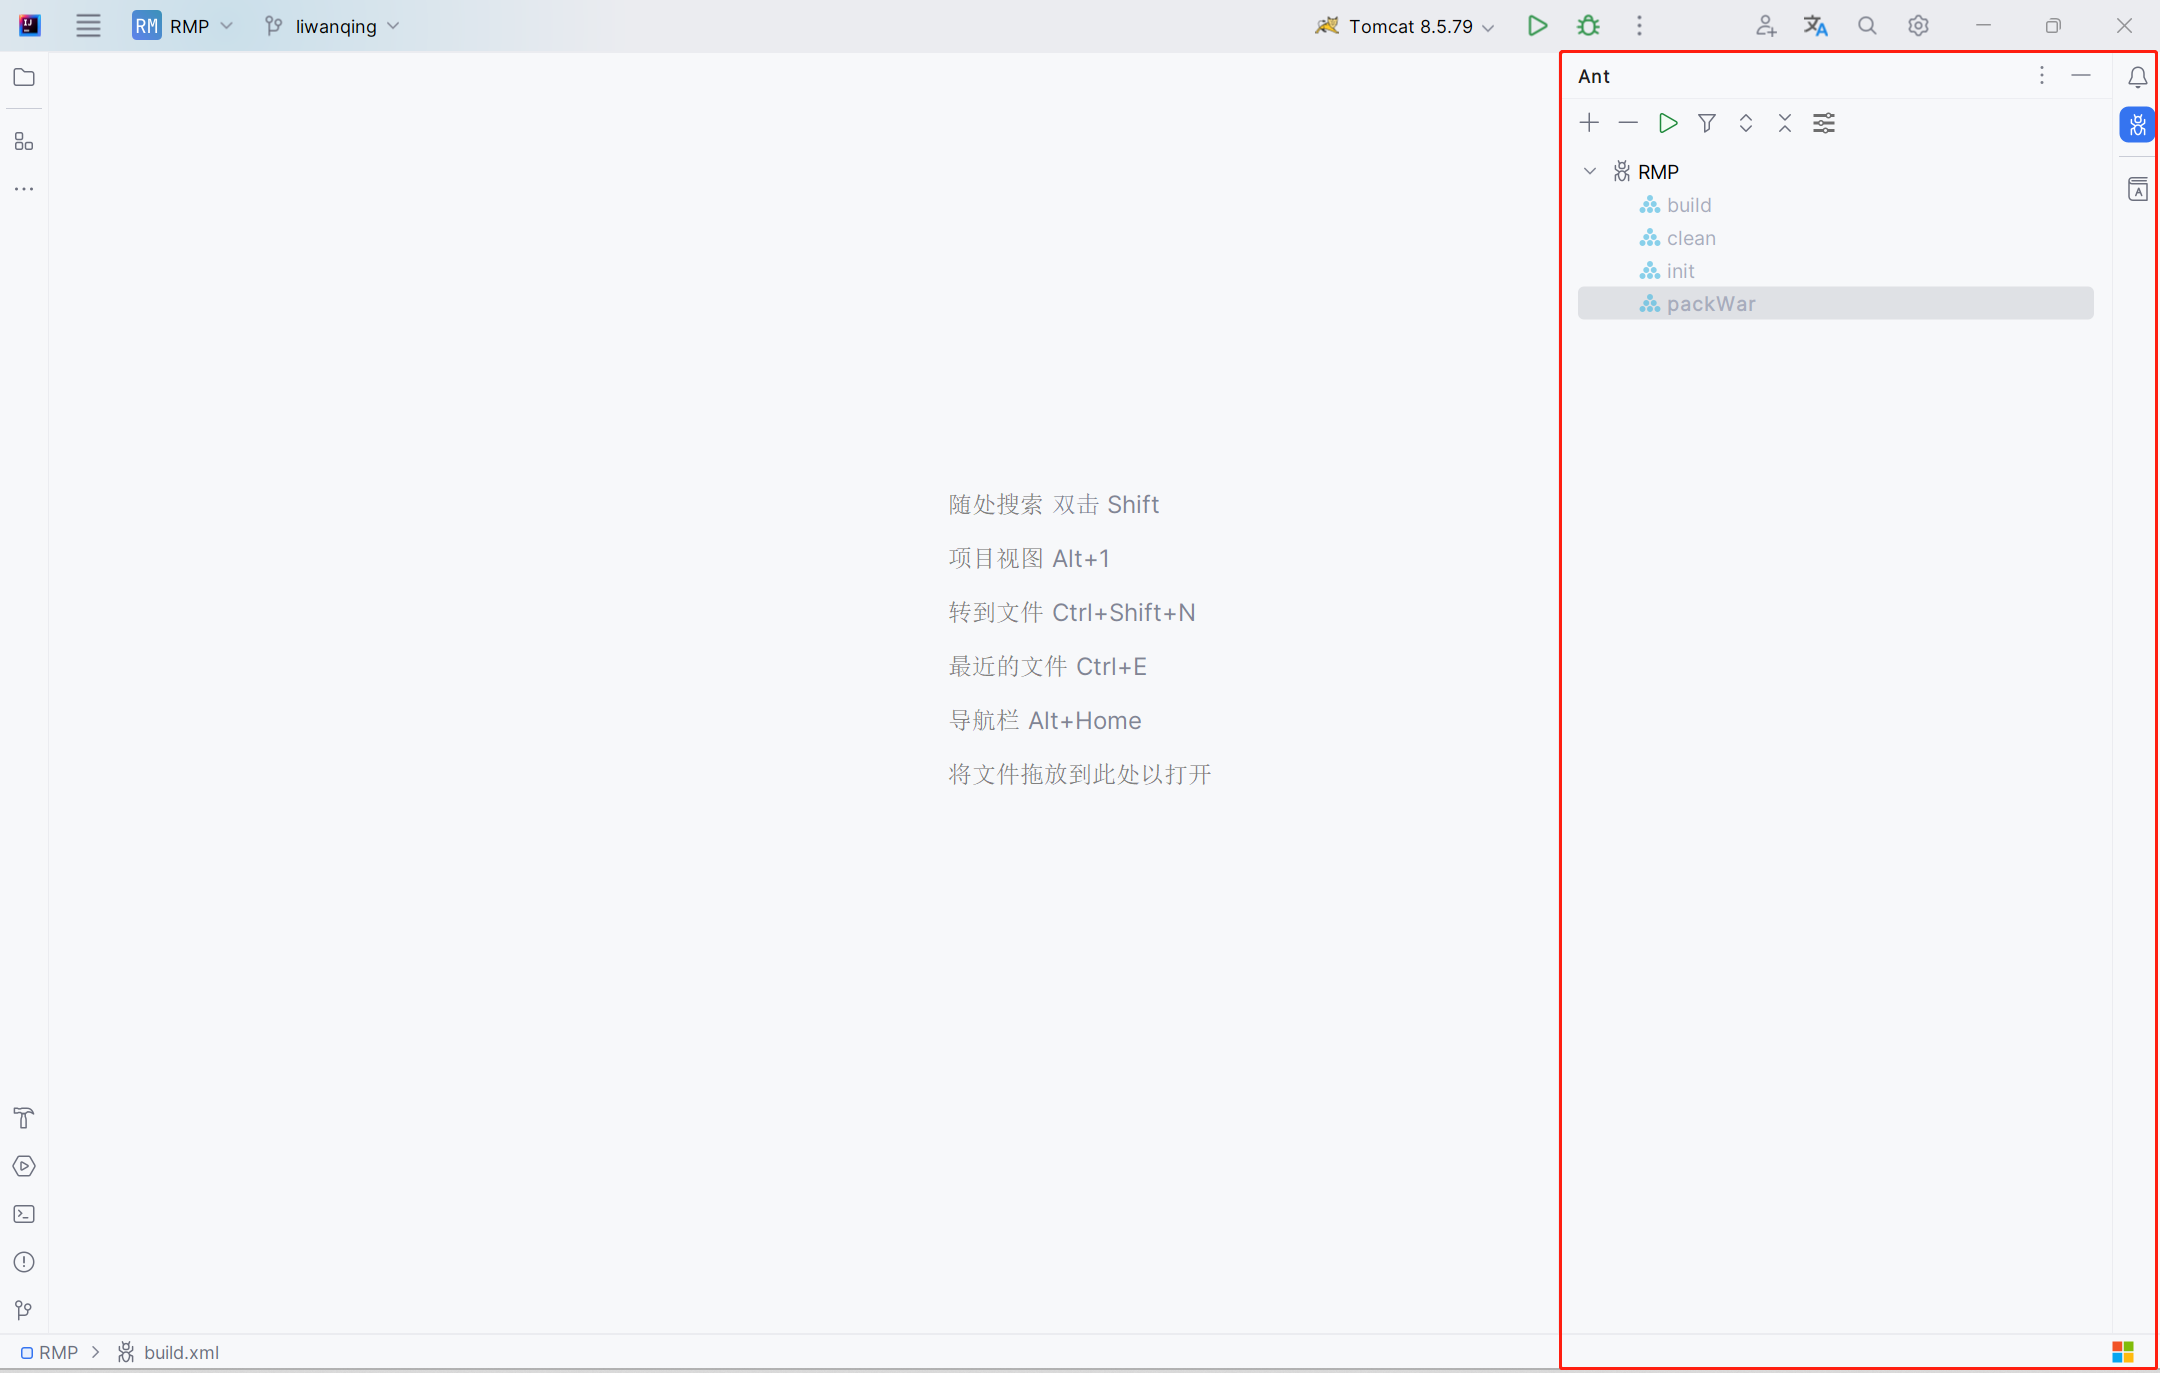 RM RMP liwanqing Tomcat 8.5.79
Ant
RMP
build
clean
init
packWar
随处搜索 双击 Shift
项目视图 Alt+1
转到文件 Ctrl+Shift+N
最近的文件 Ctrl+E
导航栏 Alt+Home
将文件拖放到此处以打开
RMP build.xml